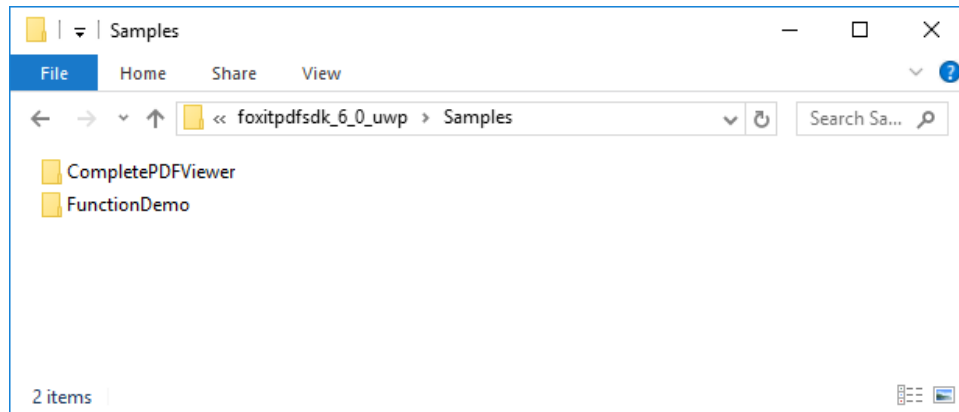 Samples
File Home Share View
« foxitpdfsdk_6_0_uwp > Samples Search Sa...
CompletePDFViewer
FunctionDemo
2 items